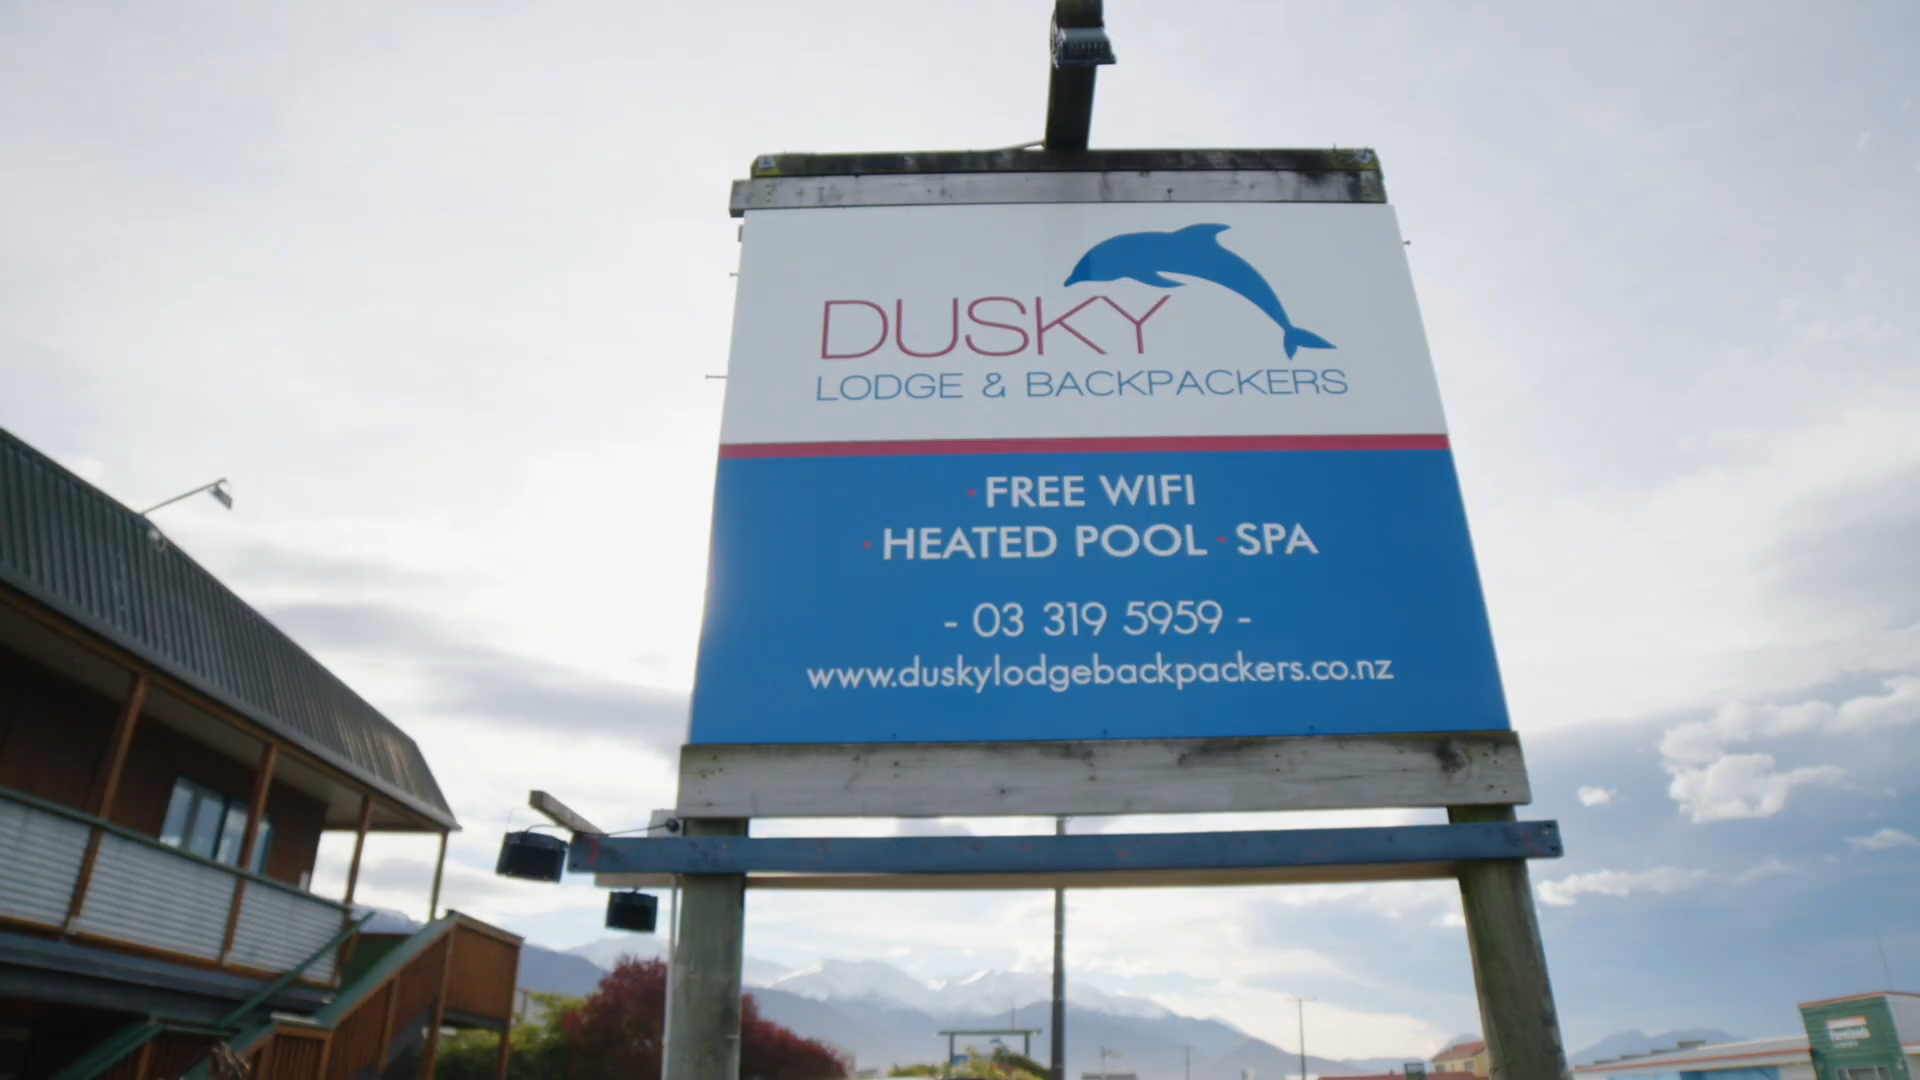 DUSKY
LODGE & BACKPACKERS
· FREE WIFI
· HEATED POOL · SPA
- 03 319 5959 -
www.duskylodgebackpackers.co.nz